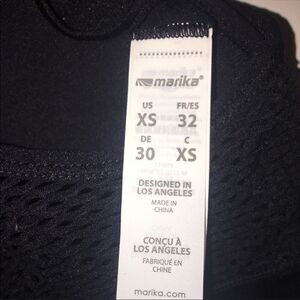 marika®
US FR/ES
XS 32
DE C
30 XS
DESIGNED IN
LOS ANGELES
MADE IN
CHINA
CONÇU À
LOS ANGELES
FABRIQUÉ EN
CHINE
marika.com